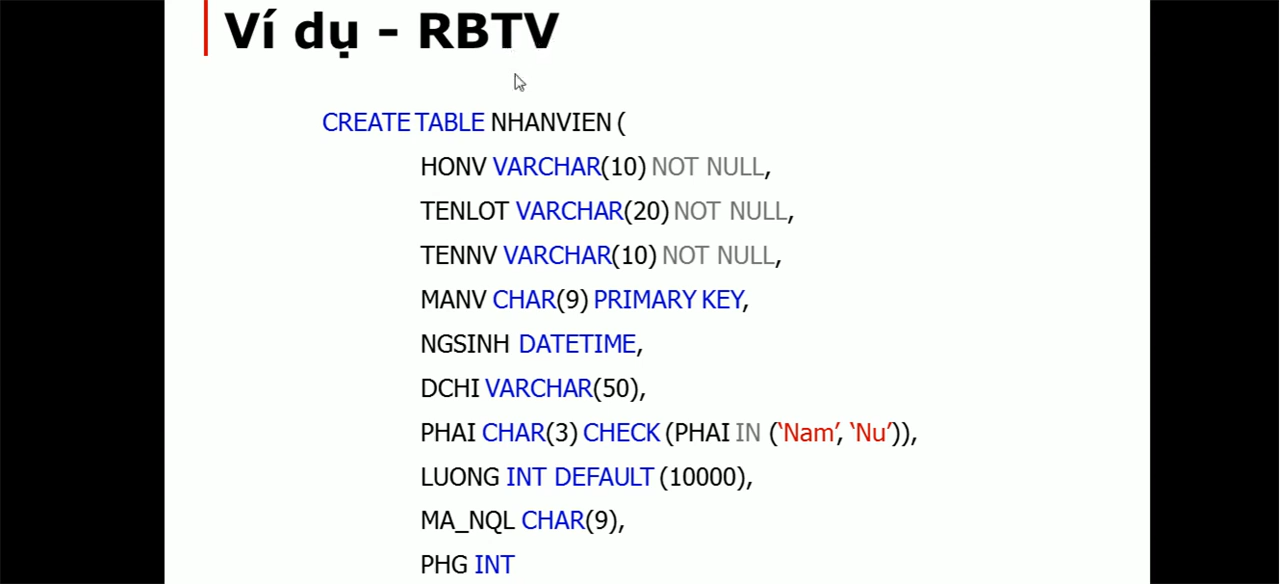 Ví dụ - RBTV
CREATE TABLE NHANVIEN (
HONV VARCHAR(10) NOT NULL,
TENLOT VARCHAR(20) NOT NULL,
TENNV VARCHAR(10) NOT NULL,
MANV CHAR(9) PRIMARY KEY,
NGSINH DATETIME,
DCHI VARCHAR(50),
PHAI CHAR(3) CHECK (PHAI IN (‘Nam’, ‘Nu’)),
LUONG INT DEFAULT (10000),
MA_NQL CHAR(9),
PHG INT